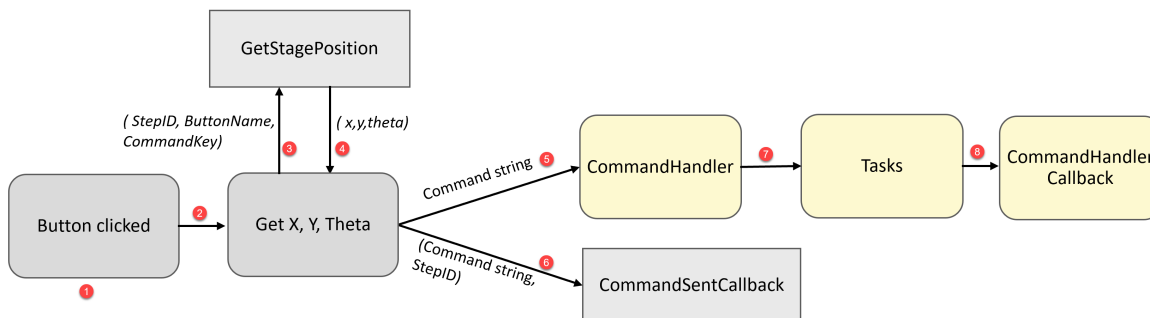 GetStagePosition
( StepID, ButtonName,
CommandKey)
3
( x,y,theta)
4
Button clicked
1
2
Get X, Y, Theta
Command string
5
(Command string,
StepID)
6
CommandHandler
7
Tasks
8
CommandHandler
Callback
CommandSentCallback